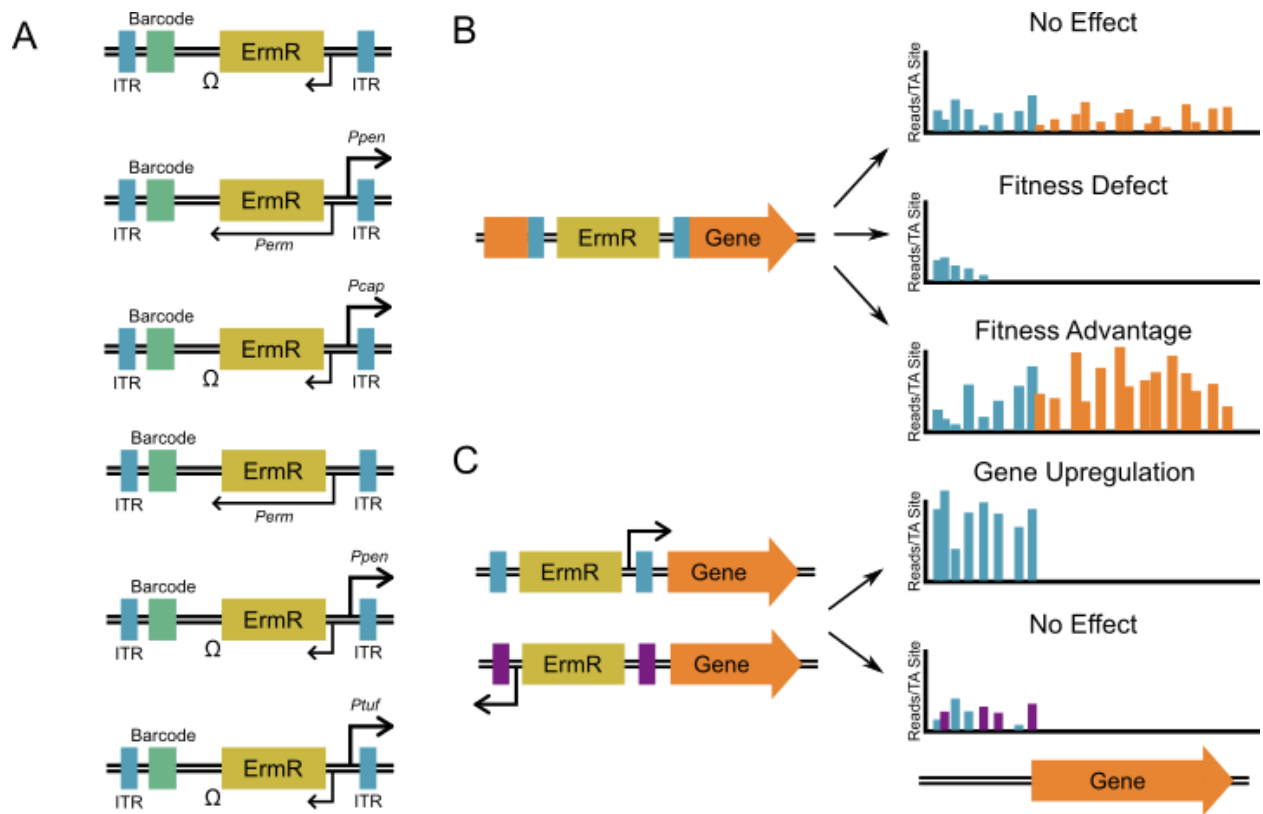 A
Barcode
ErmR
ITR
Ω
ITR
Ppen
Barcode
ErmR
ITR
Perm
ITR
Pcap
Barcode
ErmR
ITR
Ω
ITR
Barcode
ErmR
ITR
Perm
ITR
Ppen
Barcode
ErmR
ITR
Ω
ITR
Ptuf
Barcode
ErmR
ITR
Ω
ITR
B
ErmR
Gene
No Effect
Reads/TA Site
Fitness Defect
Reads/TA Site
Fitness Advantage
Reads/TA Site
C
ErmR
Gene
ErmR
Gene
Gene Upregulation
Reads/TA Site
No Effect
Reads/TA Site
Gene